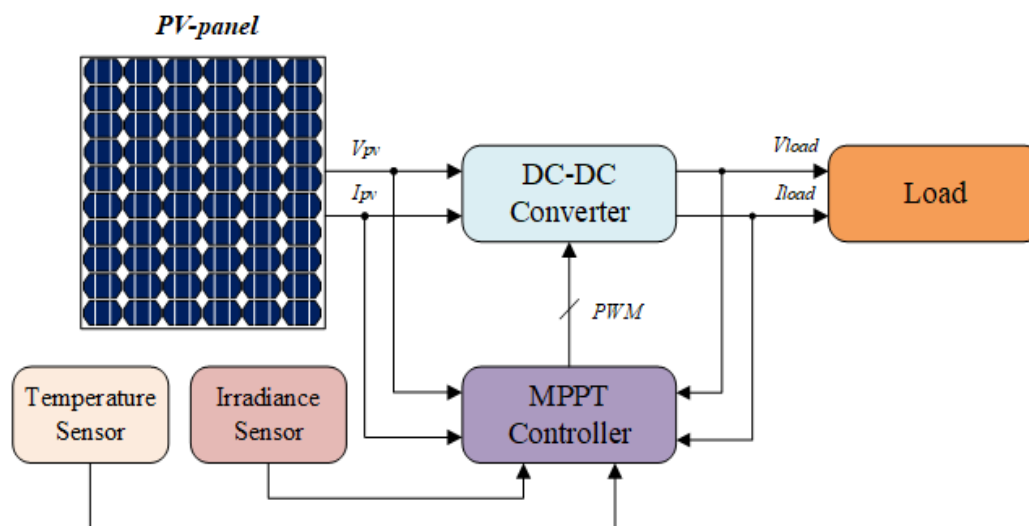 PV-panel
Vpv
Ipv
DC-DC
Converter
Vload
Iload
Load
PWM
Temperature
Sensor
Irradiance
Sensor
MPPT
Controller